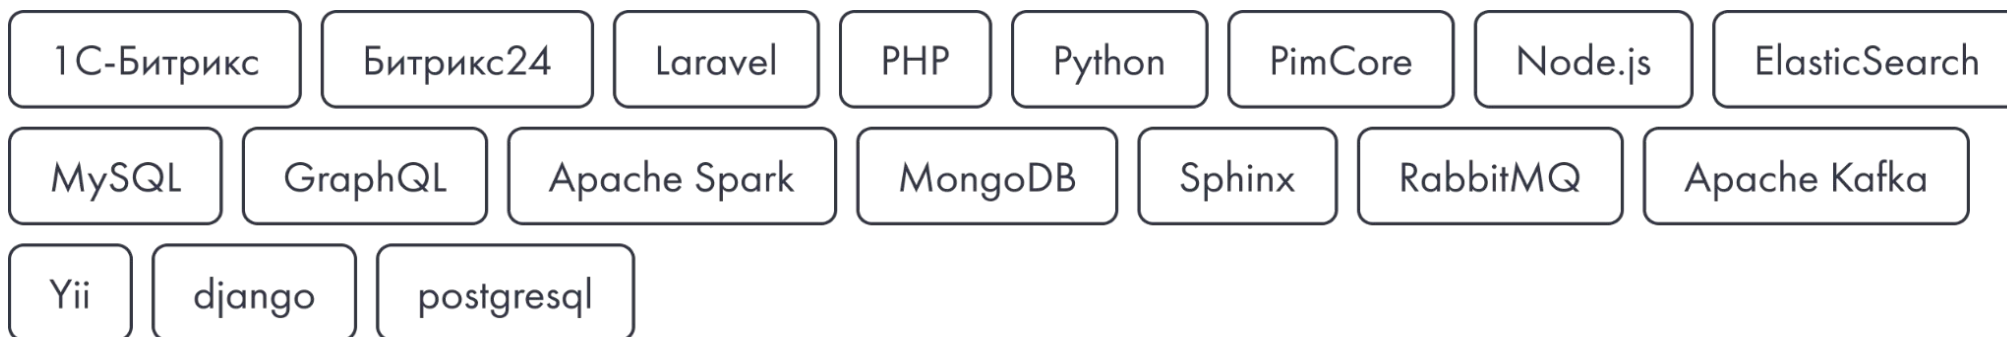 1С-Битрикс Битрикс24 Laravel PHP Python PimCore Node.js ElasticSearch
MySQL GraphQL Apache Spark MongoDB Sphinx RabbitMQ Apache Kafka
Yii django postgresql